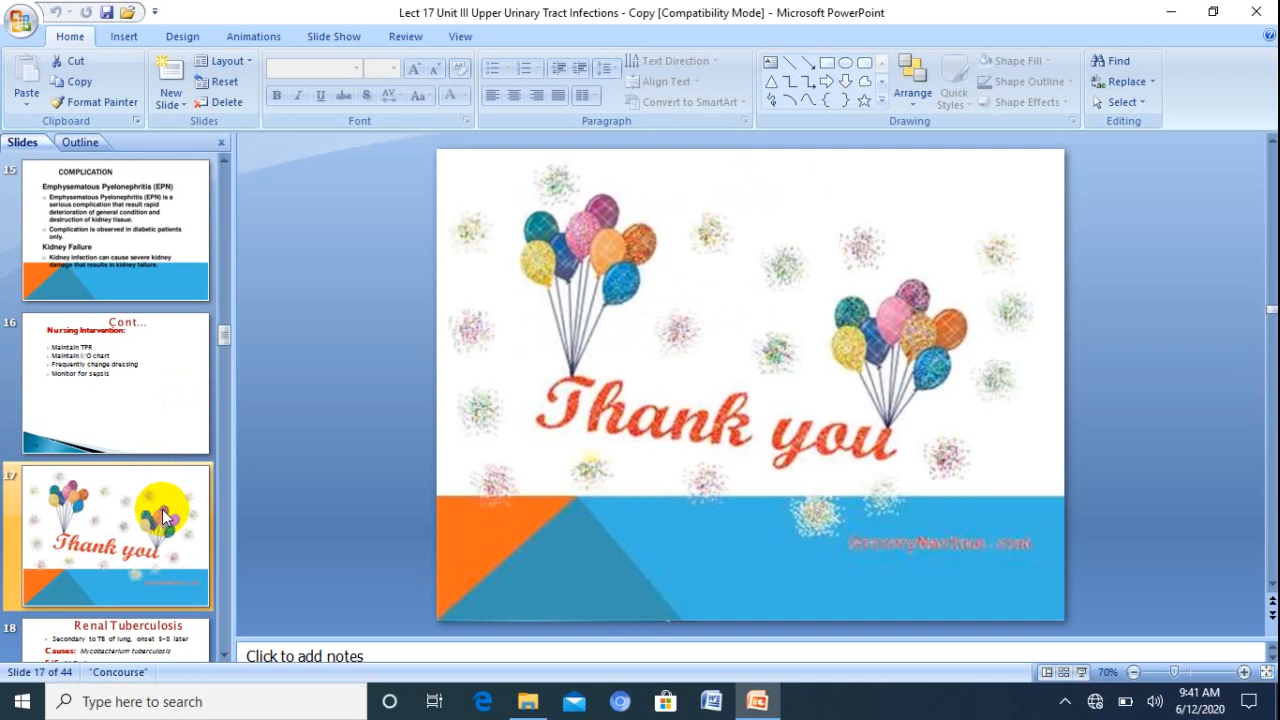 Lect 17 Unit III Upper Urinary Tract Infections - Copy [Compatibility Mode] - Microsoft PowerPoint
Home Insert Design Animations Slide Show Review View
Paste
Cut
Copy
Format Painter
Clipboard
New Slide
Layout
Reset
Delete
Slides
B I U abc S AV Aa A
Font
Text Direction
Align Text
Convert to SmartArt
Paragraph
Arrange
Quick Styles
Shape Fill
Shape Outline
Shape Effects
Drawing
Find
Replace
Select
Editing
Slides Outline
15
COMPLICATION
Emphysematous Pyelonephritis (EPN)
Emphysematous Pyelonephritis (EPN) is a
serious complication that result rapid
deterioration of general condition and
destruction of kidney tissue.
Complication is observed in diabetic patients
only.
Kidney Failure
Kidney infection can cause severe kidney
damage that results in kidney failure.
16
Cont...
Nursing Intervention:
Maintain TPR
Maintain I/O chart
Frequently change dressing
Monitor for sepsis
17
Thank you
18
Renal Tuberculosis
Secondary to TB of lung, onset 5-8 later
Causes: Mycobacterium tuberculosis
Thank you
Click to add notes
Slide 17 of 44 "Concourse" 70%
Type here to search
9:41 AM
6/12/2020